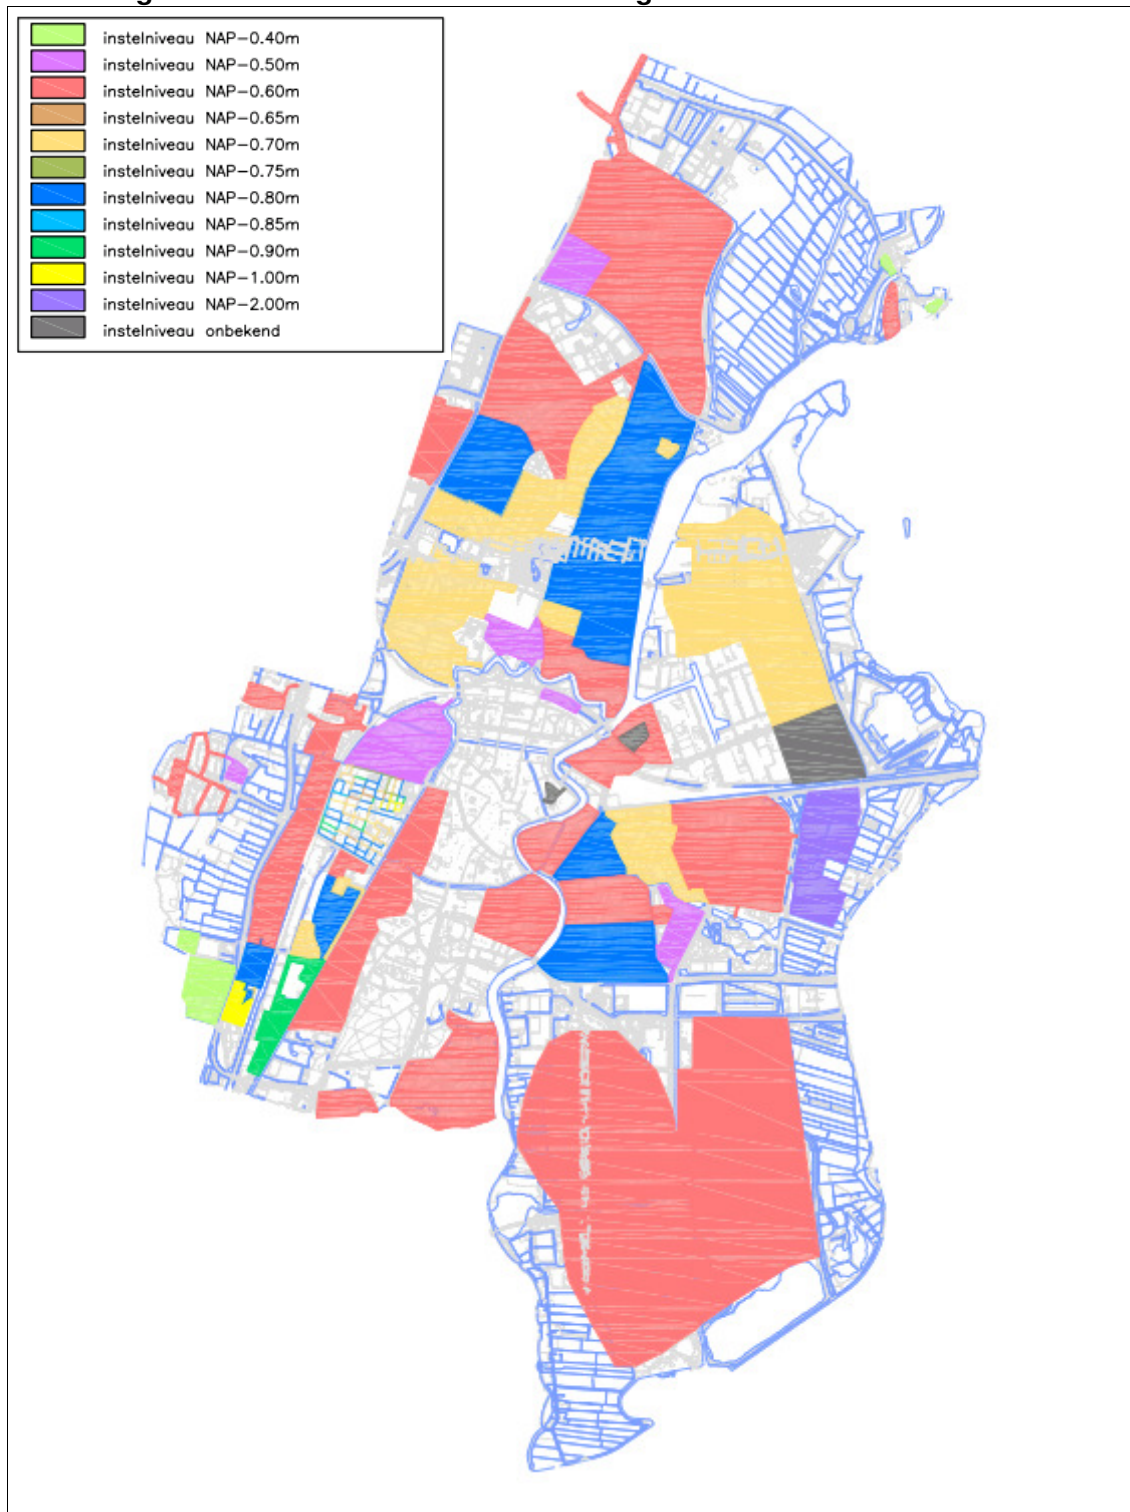 instelniveau NAP-0.40m
instelniveau NAP-0.50m
instelniveau NAP-0.60m
instelniveau NAP-0.65m
instelniveau NAP-0.70m
instelniveau NAP-0.75m
instelniveau NAP-0.80m
instelniveau NAP-0.85m
instelniveau NAP-0.90m
instelniveau NAP-1.00m
instelniveau NAP-2.00m
instelniveau onbekend